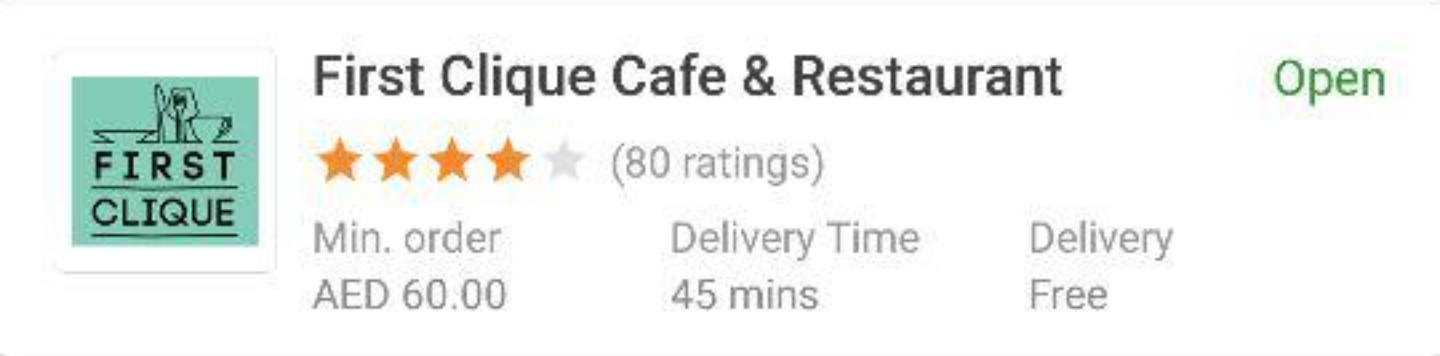 FIRST
CLIQUE
First Clique Cafe & Restaurant
Open
(80 ratings)
Min. order
Delivery Time
Delivery
AED 60.00
45 mins
Free